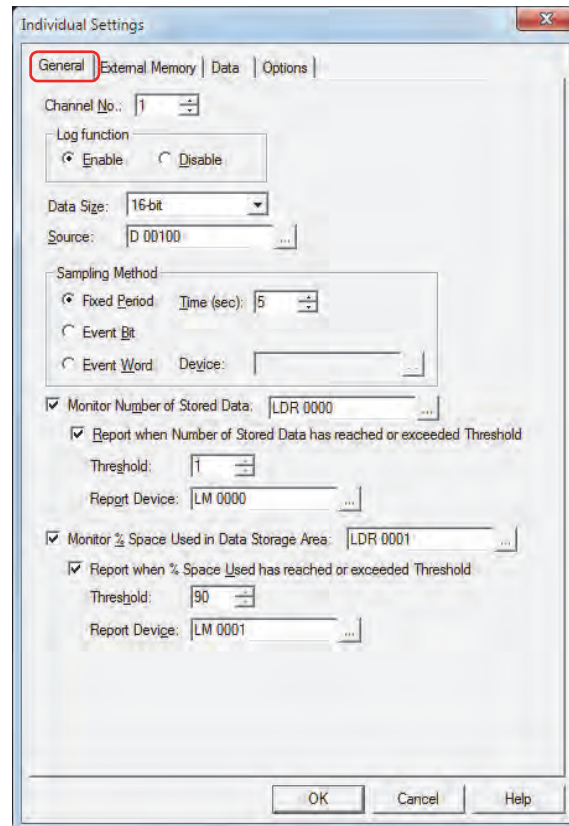 Individual Settings
General External Memory Data Options
Channel No.: 1
Log function
Enable Disable
Data Size: 16-bit
Source: D 00100 ...
Sampling Method
Fixed Period Time (sec): 5
Event Bit
Event Word Device: ...
Monitor Number of Stored Data: LDR 0000 ...
Report when Number of Stored Data has reached or exceeded Threshold
Threshold: 1
Report Device: LM 0000 ...
Monitor % Space Used in Data Storage Area: LDR 0001 ...
Report when % Space Used has reached or exceeded Threshold
Threshold: 90
Report Device: LM 0001 ...
OK Cancel Help